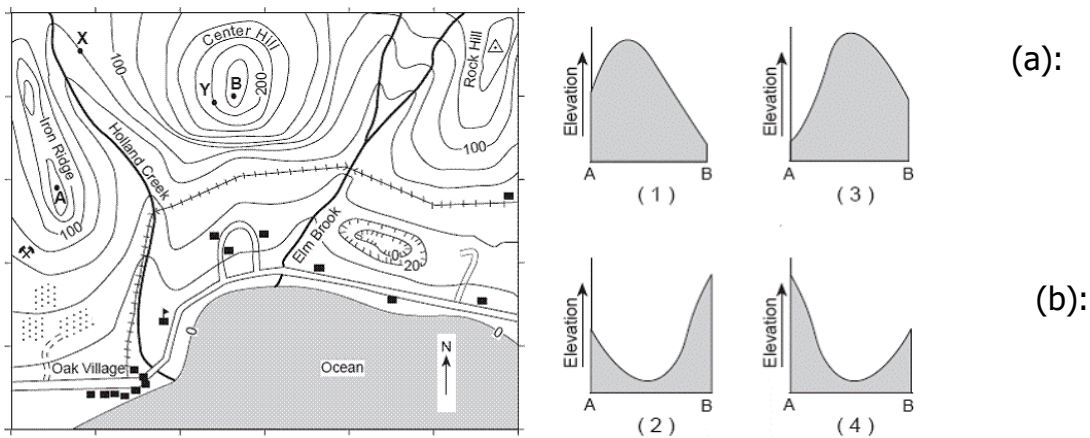 X
Center Hill
100
Y
B
200
Rock Hill
Iron Ridge
A
Holland Creek
100
100
Elm Brook
0
20
0
0
Oak Village
Ocean
N
Elevation
A
B
(1)
Elevation
A
B
(3)
(a):
Elevation
A
B
(2)
Elevation
A
B
(4)
(b):